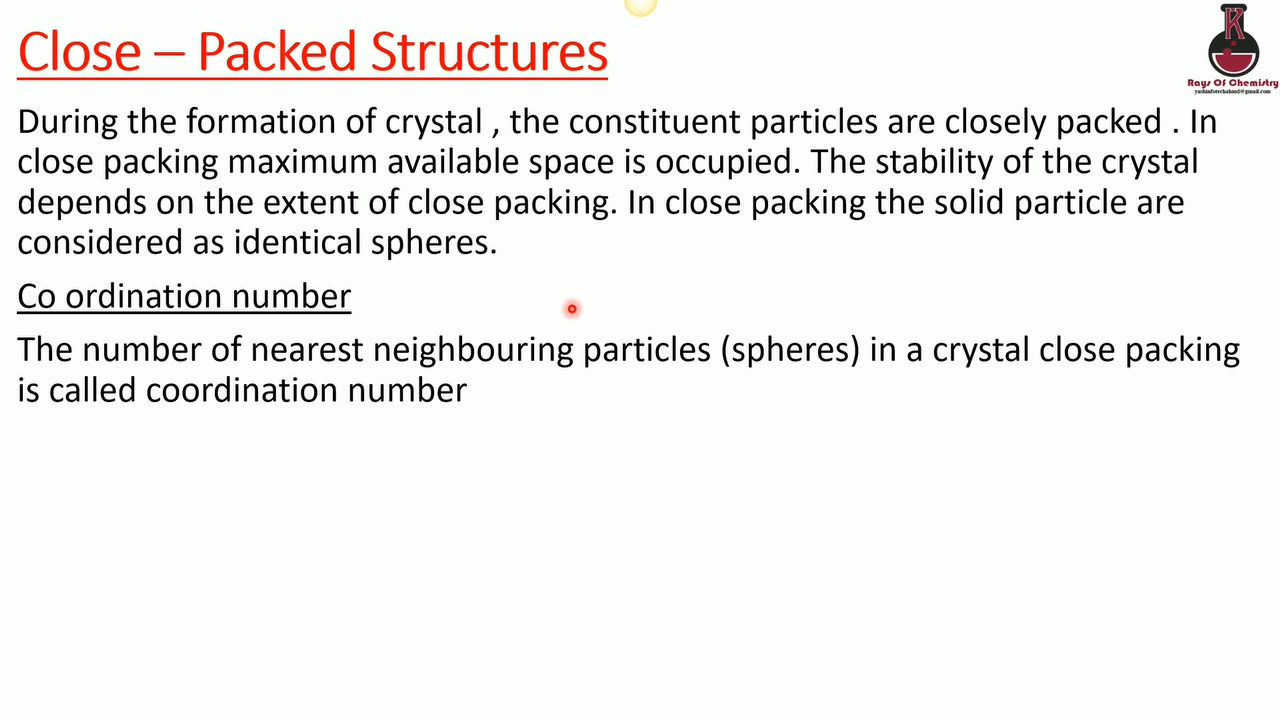 Close – Packed Structures
K
Rays Of Chemistry
yashinfotechahmd@gmail.com
During the formation of crystal , the constituent particles are closely packed . In
close packing maximum available space is occupied. The stability of the crystal
depends on the extent of close packing. In close packing the solid particle are
considered as identical spheres.
Co ordination number
The number of nearest neighbouring particles (spheres) in a crystal close packing
is called coordination number